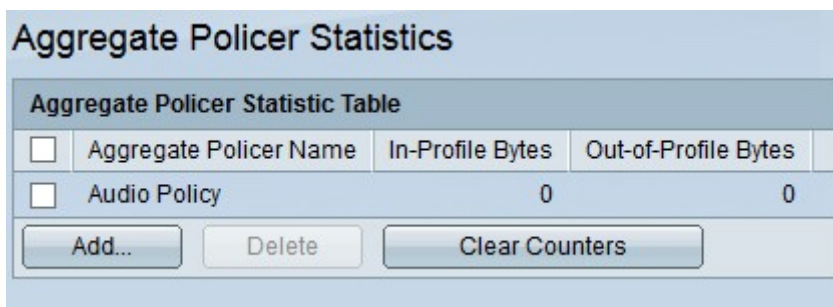 Aggregate Policer Statistics
Aggregate Policer Statistic Table
Aggregate Policer Name In-Profile Bytes Out-of-Profile Bytes
Audio Policy 0 0
Add... Delete Clear Counters